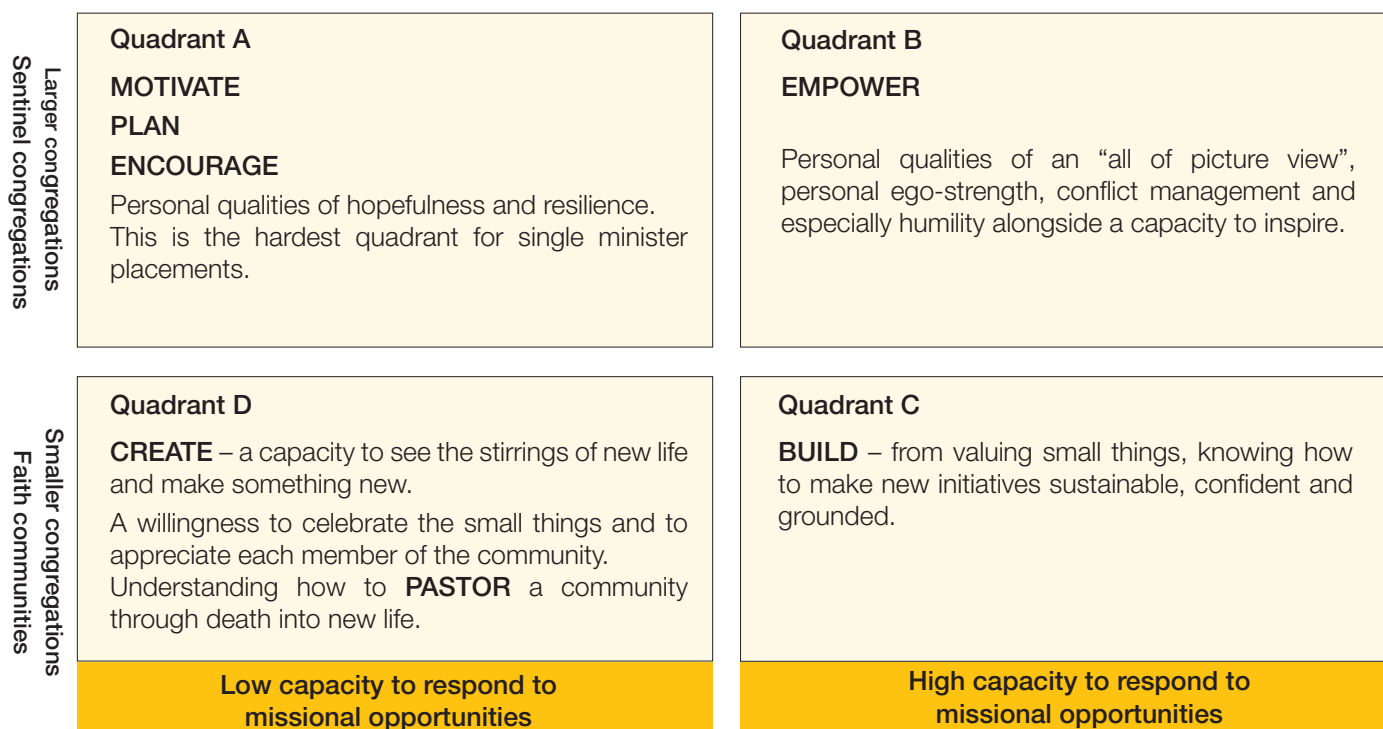 Larger congregations
Sentinel congregations
Quadrant A
MOTIVATE
PLAN
ENCOURAGE
Personal qualities of hopefulness and resilience.
This is the hardest quadrant for single minister
placements.
Quadrant B
EMPOWER
Personal qualities of an “all of picture view”,
personal ego-strength, conflict management and
especially humility alongside a capacity to inspire.
Smaller congregations
Faith communities
Quadrant D
CREATE – a capacity to see the stirrings of new life
and make something new.
A willingness to celebrate the small things and to
appreciate each member of the community.
Understanding how to PASTOR a community
through death into new life.
Quadrant C
BUILD – from valuing small things, knowing how
to make new initiatives sustainable, confident and
grounded.
Low capacity to respond to
missional opportunities
High capacity to respond to
missional opportunities